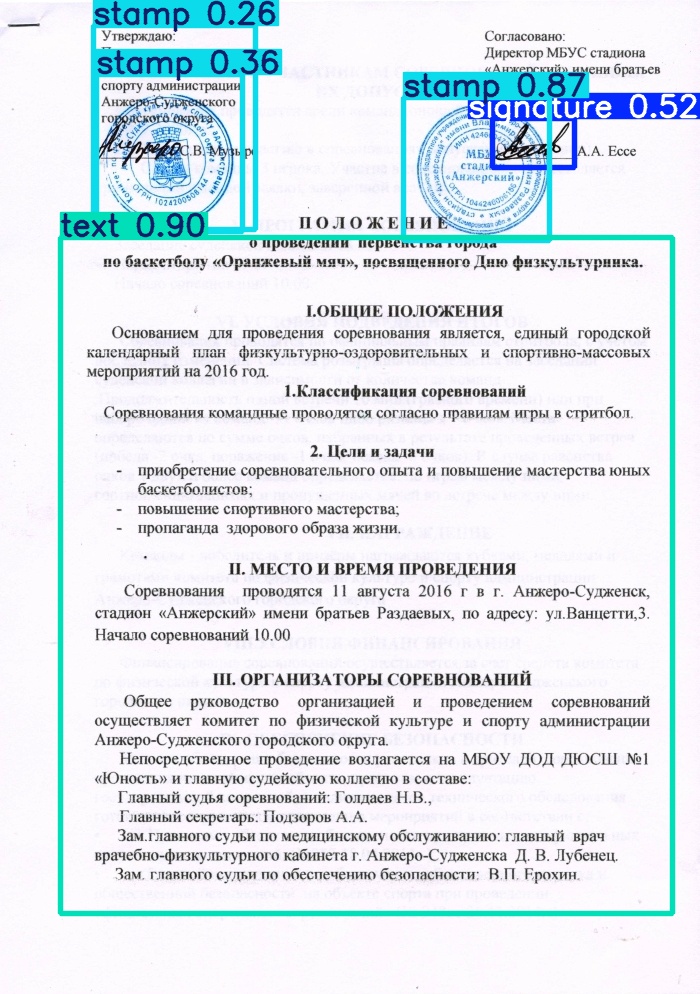 stamp 0.26
Утверждаю:
stamp 0.36
спорту администрации
Анжеро-Судженского
городского округа
С.В. Музыро
Согласовано:
Директор МБУС стадиона
«Анжерский» имени братьев
stamp 0.87
signature 0.52
А.А. Ессе
МБУ
стадион
«Анжерский»
text 0.90
П О Л О Ж Е Н И Е
о проведении первенства города
по баскетболу «Оранжевый мяч», посвященного Дню физкультурника.
I.ОБЩИЕ ПОЛОЖЕНИЯ
Основанием для проведения соревнования является, единый городской
календарный план физкультурно-оздоровительных и спортивно-массовых
мероприятий на 2016 год.
1.Классификация соревнований
Соревнования командные проводятся согласно правилам игры в стритбол.
2. Цели и задачи
- приобретение соревновательного опыта и повышение мастерства юных
баскетболистов;
- повышение спортивного мастерства;
- пропаганда здорового образа жизни.
II. МЕСТО И ВРЕМЯ ПРОВЕДЕНИЯ
Соревнования проводятся 11 августа 2016 г в г. Анжеро-Судженск,
стадион «Анжерский» имени братьев Раздаевых, по адресу: ул.Ванцетти,3.
Начало соревнований 10.00
III. ОРГАНИЗАТОРЫ СОРЕВНОВАНИЙ
Общее руководство организацией и проведением соревнований
осуществляет комитет по физической культуре и спорту администрации
Анжеро-Судженского городского округа.
Непосредственное проведение возлагается на МБОУ ДОД ДЮСШ №1
«Юность» и главную судейскую коллегию в составе:
Главный судья соревнований: Голдаев Н.В.,
Главный секретарь: Подзоров А.А.
Зам.главного судьи по медицинскому обслуживанию: главный врач
врачебно-физкультурного кабинета г. Анжеро-Судженска Д. В. Лубенец.
Зам. главного судьи по обеспечению безопасности: В.П. Ерохин.